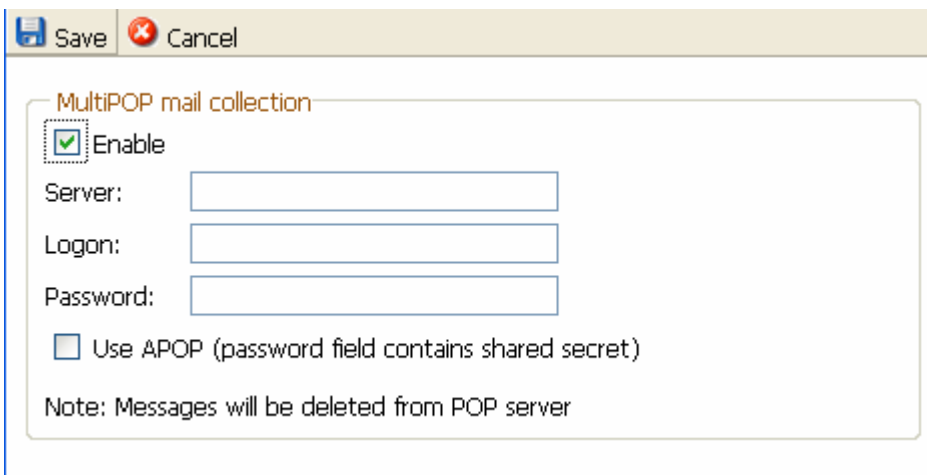 Save Cancel
MultiPOP mail collection
Enable
Server:
Logon:
Password:
Use APOP (password field contains shared secret)
Note: Messages will be deleted from POP server